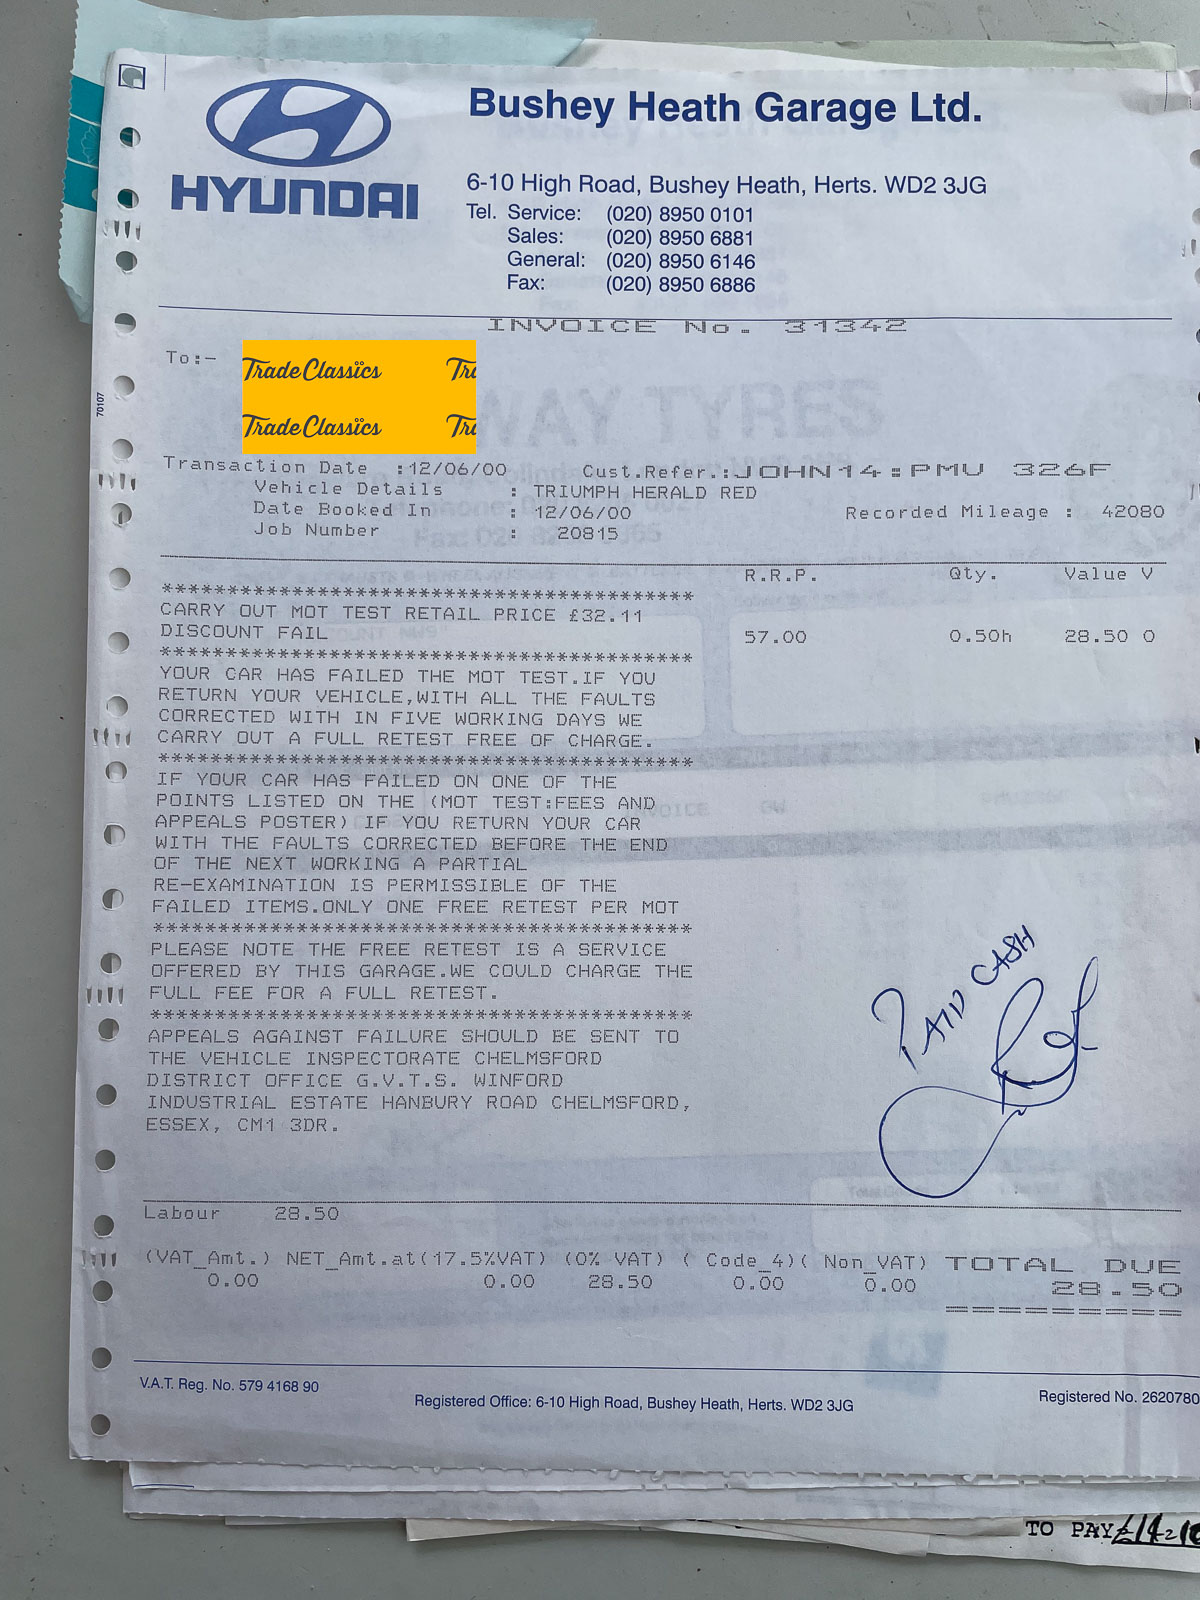 HYUNDAI
Bushey Heath Garage Ltd.
6-10 High Road, Bushey Heath, Herts. WD2 3JG
Tel. Service: (020) 8950 0101
Sales: (020) 8950 6881
General: (020) 8950 6146
Fax: (020) 8950 6886
INVOICE No. 31342
To:-
TradeClassics Tra
TradeClassics Tra
WAY TYRES
70107
Transaction Date :12/06/00 Cust.Refer.:JOHN14:PMU 326F
Vehicle Details : TRIUMPH HERALD RED
Date Booked In : 12/06/00 Recorded Mileage : 42080
Job Number : 20815
R.R.P. Qty. Value V
******************************************
CARRY OUT MOT TEST RETAIL PRICE £32.11
DISCOUNT FAIL 57.00 0.50h 28.50 0
******************************************
YOUR CAR HAS FAILED THE MOT TEST.IF YOU
RETURN YOUR VEHICLE,WITH ALL THE FAULTS
CORRECTED WITH IN FIVE WORKING DAYS WE
CARRY OUT A FULL RETEST FREE OF CHARGE.
******************************************
IF YOUR CAR HAS FAILED ON ONE OF THE
POINTS LISTED ON THE (MOT TEST:FEES AND
APPEALS POSTER) IF YOU RETURN YOUR CAR
WITH THE FAULTS CORRECTED BEFORE THE END
OF THE NEXT WORKING A PARTIAL
RE-EXAMINATION IS PERMISSIBLE OF THE
FAILED ITEMS.ONLY ONE FREE RETEST PER MOT
******************************************
PLEASE NOTE THE FREE RETEST IS A SERVICE
OFFERED BY THIS GARAGE.WE COULD CHARGE THE
FULL FEE FOR A FULL RETEST.
******************************************
APPEALS AGAINST FAILURE SHOULD BE SENT TO
THE VEHICLE INSPECTORATE CHELMSFORD
DISTRICT OFFICE G.V.T.S. WINFORD
INDUSTRIAL ESTATE HANBURY ROAD CHELMSFORD,
ESSEX, CM1 3DR.
PAID CASH
Labour 28.50
(VAT_Amt.) NET_Amt.at(17.5%VAT) (0% VAT) ( Code_4)( Non_VAT) TOTAL DUE
0.00 0.00 28.50 0.00 0.00 28.50
=========
V.A.T. Reg. No. 579 4168 90
Registered Office: 6-10 High Road, Bushey Heath, Herts. WD2 3JG
Registered No. 2620780
TO PAY